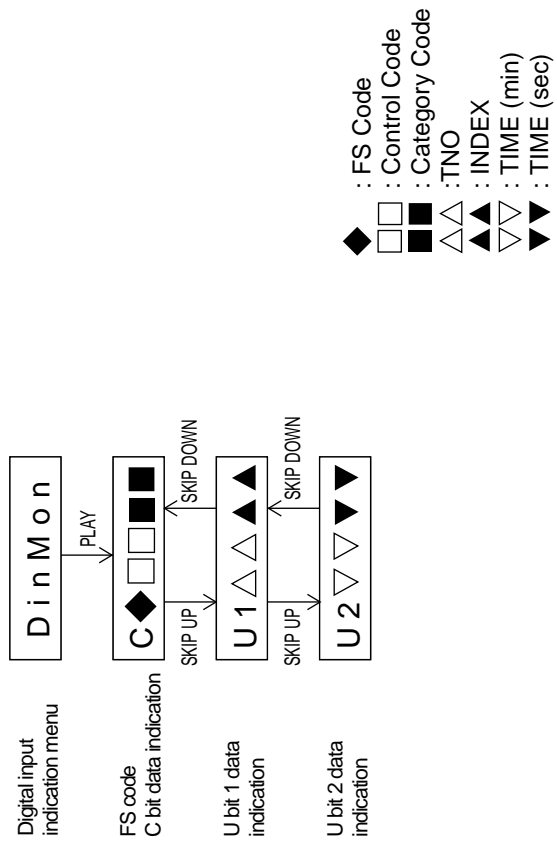 Digital input
indication menu
D i n M o n
PLAY
FS code
C bit data indication
C◆□□■■
SKIP UP
SKIP DOWN
U bit 1 data
indication
U 1 △△▲▲
SKIP UP
SKIP DOWN
U bit 2 data
indication
U 2 ▽▽▼▼
◆ : FS Code
□□ : Control Code
■■ : Category Code
△△ :TNO
▲▲ : INDEX
▽▽ : TIME (min)
▼▼ : TIME (sec)